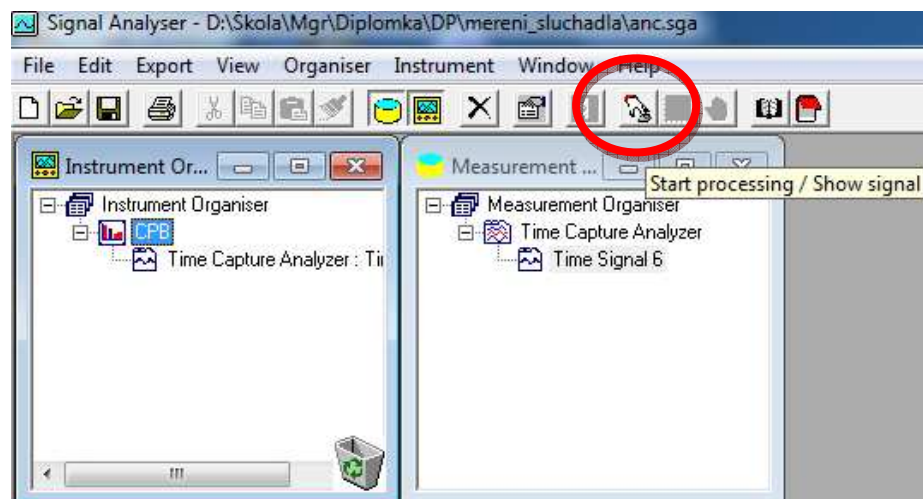 Signal Analyser - D:\Škola\Mgr\Diplomka\DP\mereni_sluchadla\anc.sga
File Edit Export View Organiser Instrument Window Help
Instrument Or...
Measurement ...
Start processing / Show signal
Instrument Organiser
CPB
Time Capture Analyzer : Tir
Measurement Organiser
Time Capture Analyzer
Time Signal 6